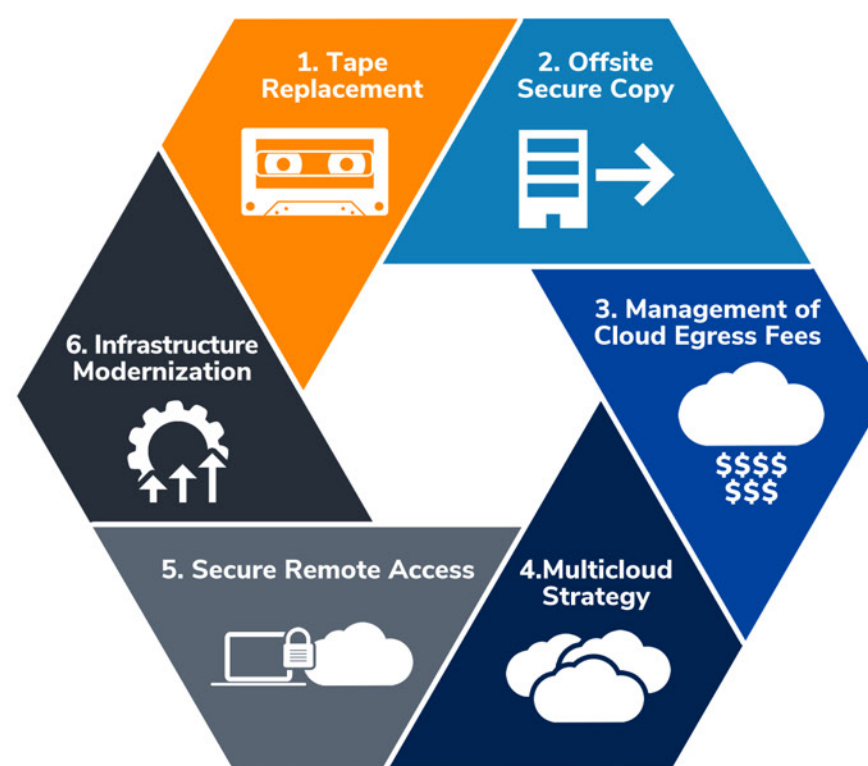 1. Tape
Replacement
2. Offsite
Secure Copy
3. Management of
Cloud Egress Fees
$$$$
$$$
4.Multicloud
Strategy
5. Secure Remote Access
6. Infrastructure
Modernization